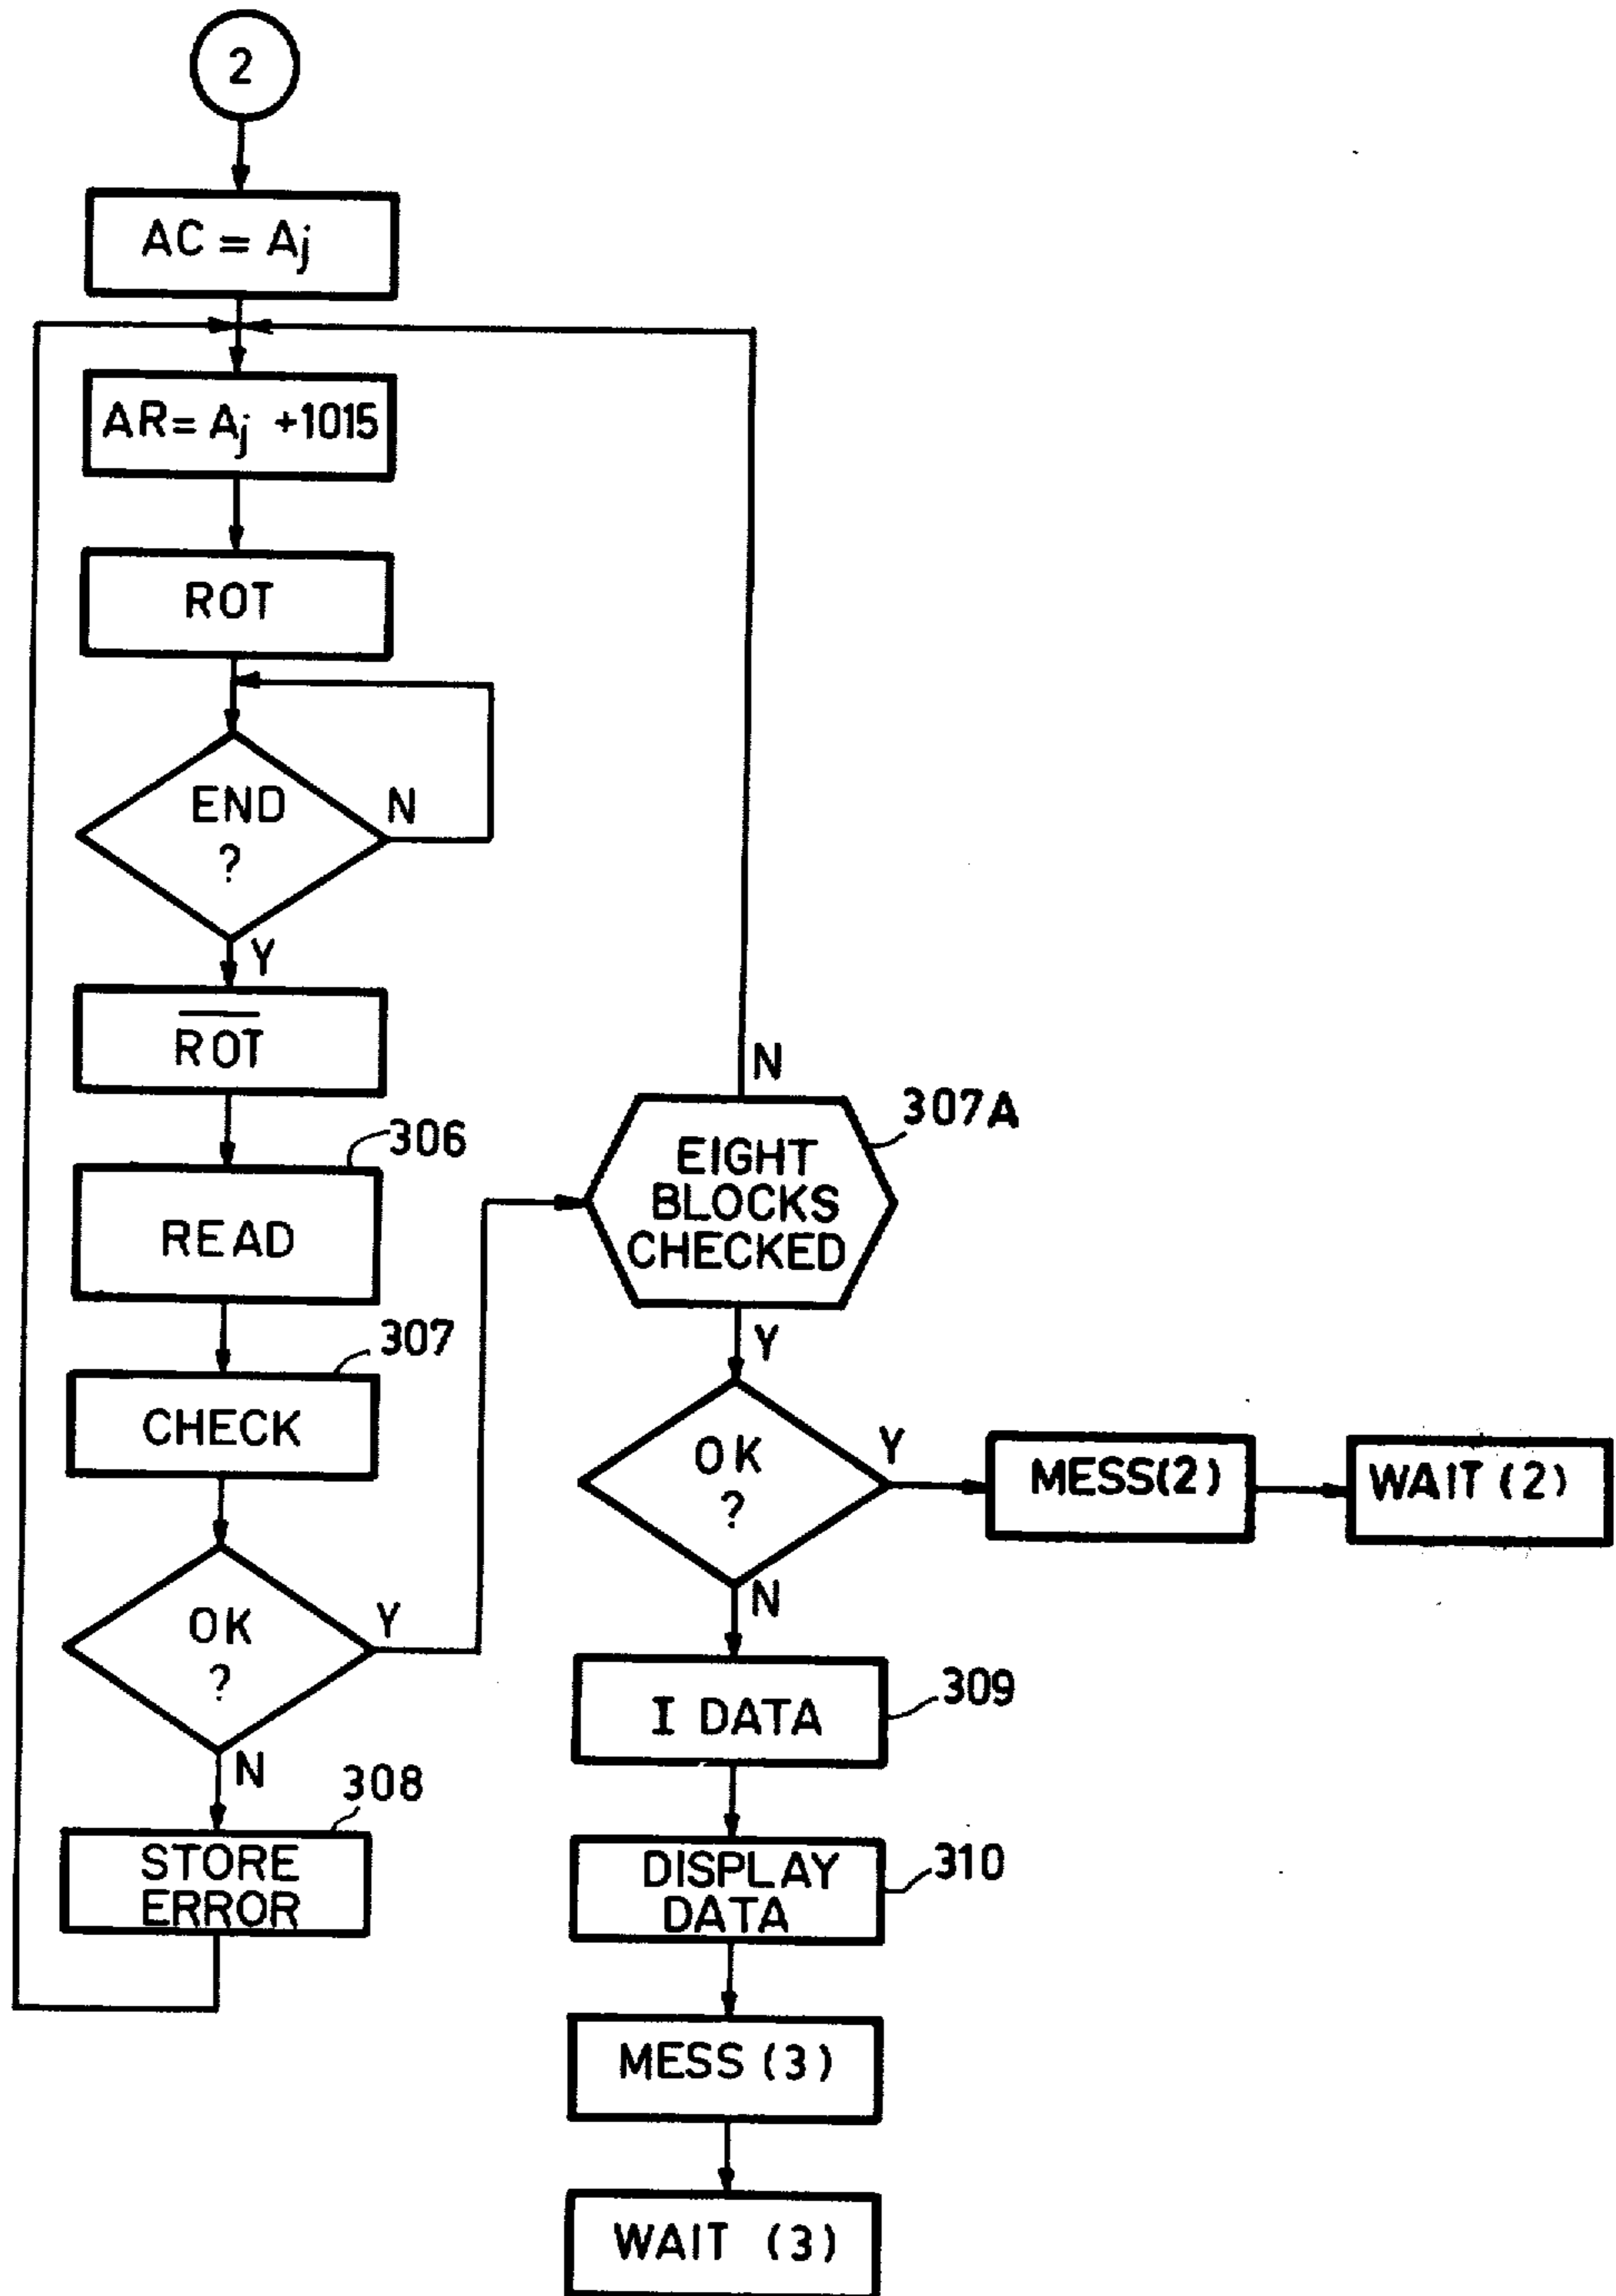 2
AC = Aj
AR= Aj +1015
ROT
END
?
N
Y
R̅O̅T̅
306
READ
307
CHECK
OK
?
Y
N
308
STORE
ERROR
N
307A
EIGHT
BLOCKS
CHECKED
Y
OK
?
Y
MESS(2)
WAIT (2)
N
309
I DATA
310
DISPLAY
DATA
MESS (3)
WAIT (3)